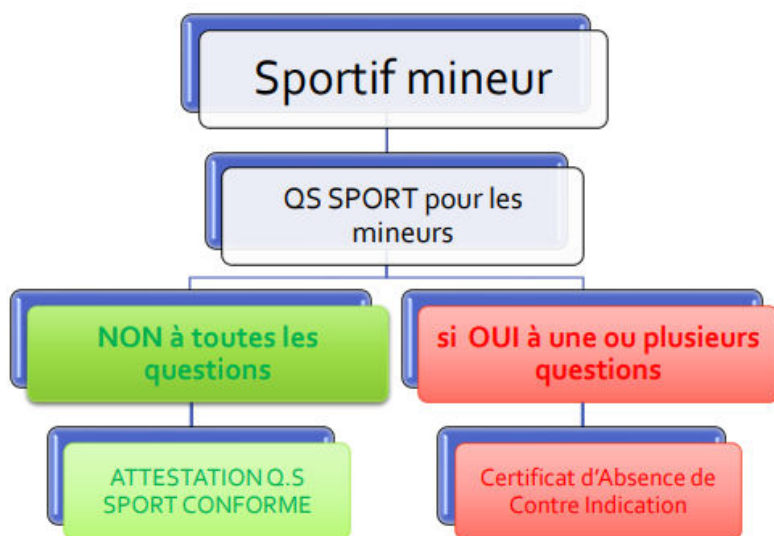 Sportif mineur
QS SPORT pour les
mineurs
NON à toutes les
questions
si OUI à une ou plusieurs
questions
ATTESTATION Q.S
SPORT CONFORME
Certificat d'Absence de
Contre Indication